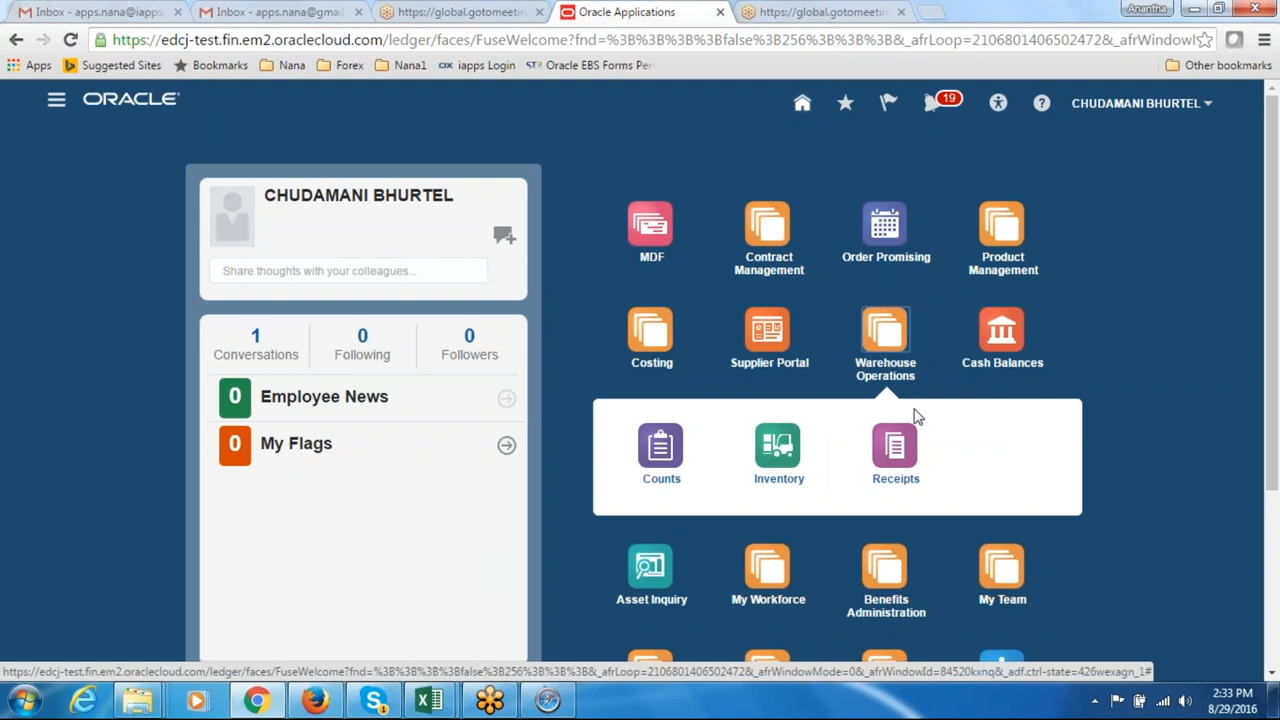 Inbox - apps.nana@iapps
Inbox - apps.nana@gmail
https://global.gotomeetin
Oracle Applications
https://global.gotomeetin
Anantha
https://edcj-test.fin.em2.oraclecloud.com/ledger/faces/FuseWelcome?fnd=%3B%3B%3B%3Bfalse%3B256%3B%3B%3B&_afrLoop=2106801406502472&_afrWindowI
Apps
Suggested Sites
Bookmarks
Nana
Forex
Nana1
iapps Login
Oracle EBS Forms Per
Other bookmarks
ORACLE
19
CHUDAMANI BHURTEL
CHUDAMANI BHURTEL
Share thoughts with your colleagues...
1
Conversations
0
Following
0
Followers
0 Employee News
0 My Flags
MDF
Contract
Management
Order Promising
Product
Management
Costing
Supplier Portal
Warehouse
Operations
Cash Balances
Counts
Inventory
Receipts
Asset Inquiry
My Workforce
Benefits
Administration
My Team
https://edcj-test.fin.em2.oraclecloud.com/ledger/faces/FuseWelcome?fnd=%3B%3B%3B%3Bfalse%3B256%3B%3B%3B&_afrLoop=2106801406502472&_afrWindowMode=0&_afrWindowId=84520kxnq&_adf.ctrl-state=426wexagn_1#
2:33 PM
8/29/2016